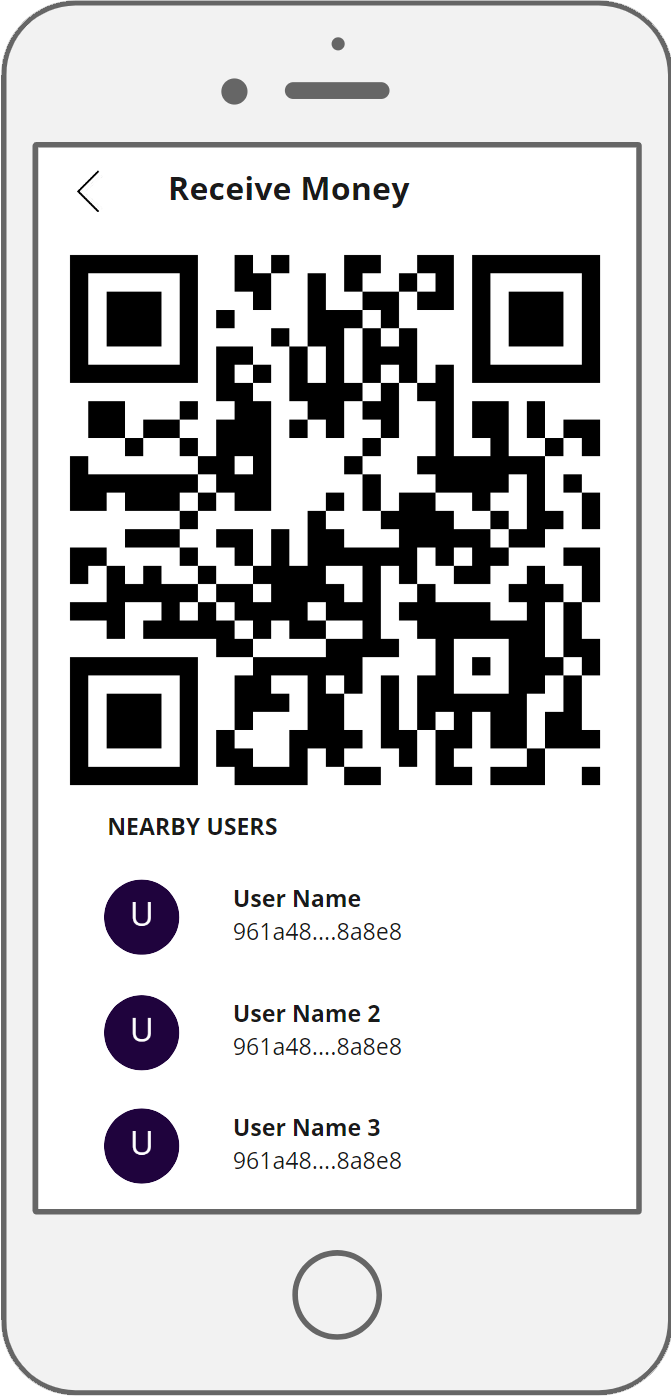 Receive Money
NEARBY USERS
U
User Name
961a48....8a8e8
U
User Name 2
961a48....8a8e8
U
User Name 3
961a48....8a8e8